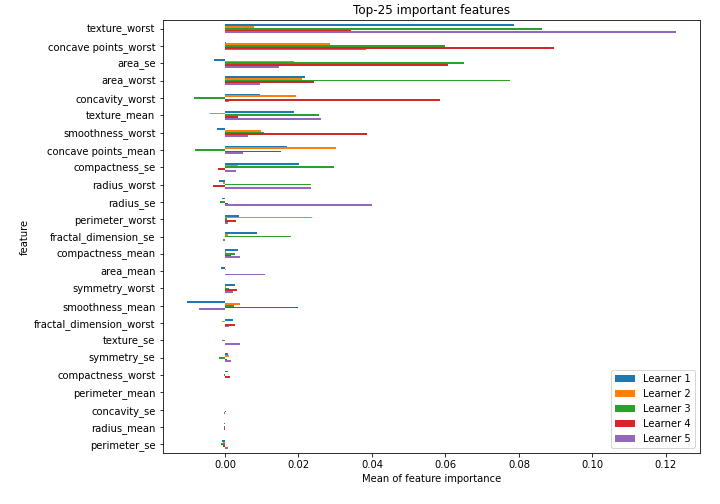 Top-25 important features
texture_worst
concave points_worst
area_se
area_worst
concavity_worst
texture_mean
smoothness_worst
concave points_mean
compactness_se
radius_worst
radius_se
perimeter_worst
fractal_dimension_se
compactness_mean
area_mean
symmetry_worst
smoothness_mean
fractal_dimension_worst
texture_se
symmetry_se
compactness_worst
perimeter_mean
concavity_se
radius_mean
perimeter_se
feature
Learner 1
Learner 2
Learner 3
Learner 4
Learner 5
0.00 0.02 0.04 0.06 0.08 0.10 0.12
Mean of feature importance